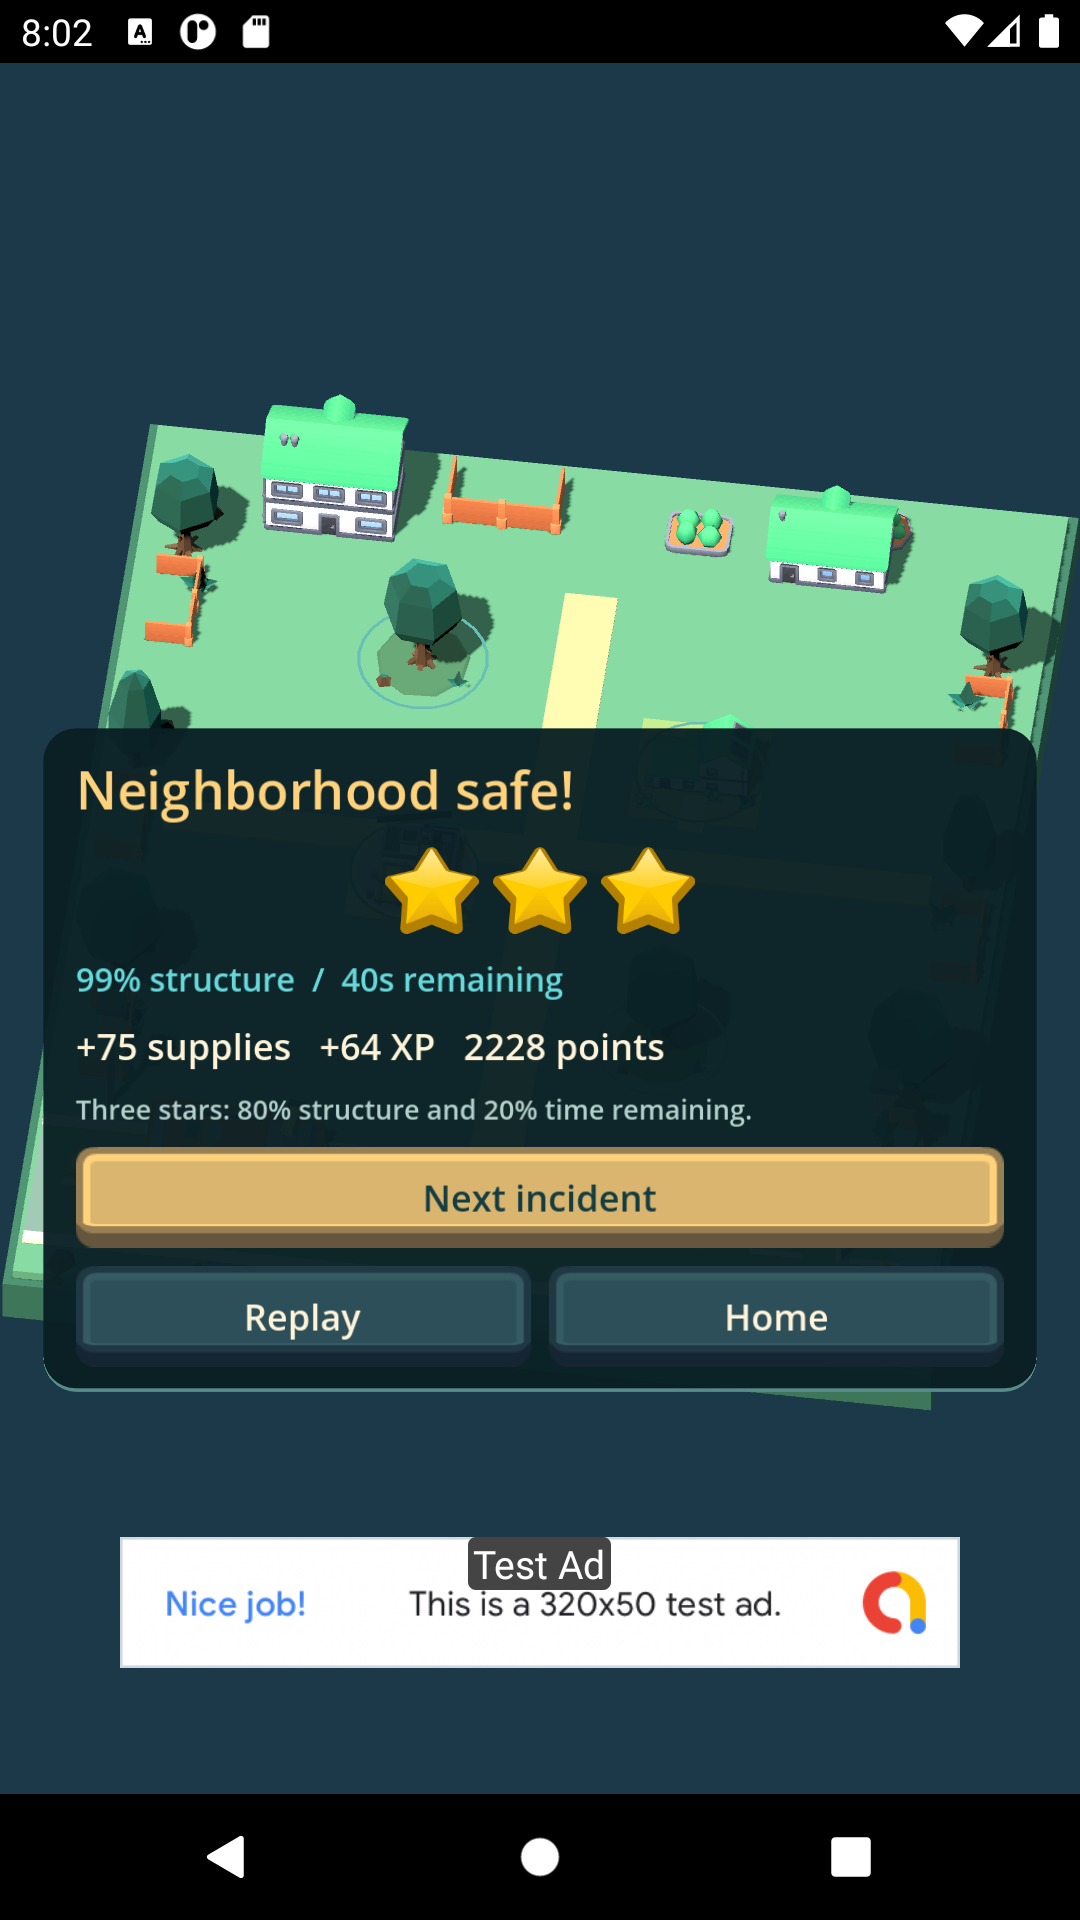 8:02
Neighborhood safe!
99% structure / 40s remaining
+75 supplies +64 XP 2228 points
Three stars: 80% structure and 20% time remaining.
Next incident
Replay Home
Test Ad
Nice job! This is a 320x50 test ad.